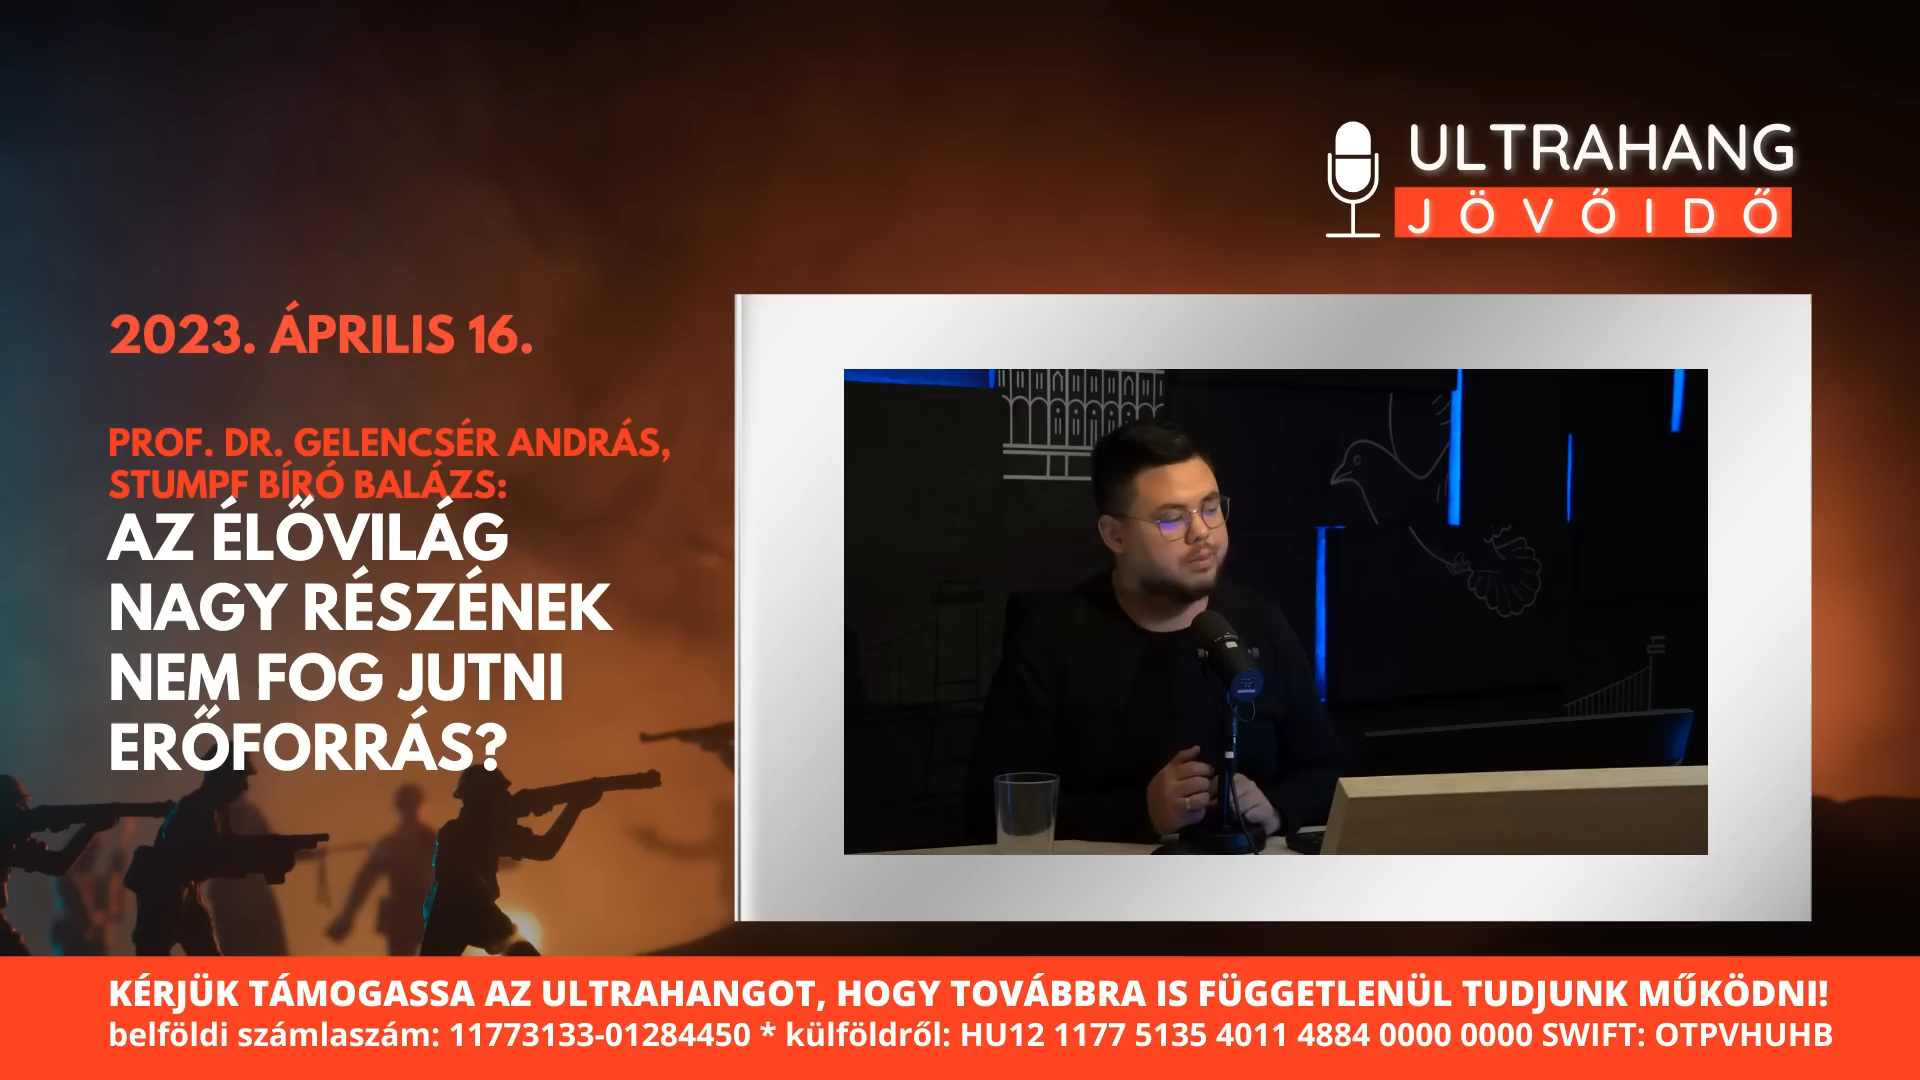 ULTRAHANG
JÖVŐIDŐ
2023. ÁPRILIS 16.
PROF. DR. GELENCSÉR ANDRÁS,
STUMPF BÍRÓ BALÁZS:
AZ ÉLŐVILÁG
NAGY RÉSZÉNEK
NEM FOG JUTNI
ERŐFORRÁS?
KÉRJÜK TÁMOGASSA AZ ULTRAHANGOT, HOGY TOVÁBBRA IS FÜGGETLENÜL TUDJUNK MŰKÖDNI!
belföldi számlaszám: 11773133-01284450 * külföldről: HU12 1177 5135 4011 4884 0000 0000 SWIFT: OTPVHUHB